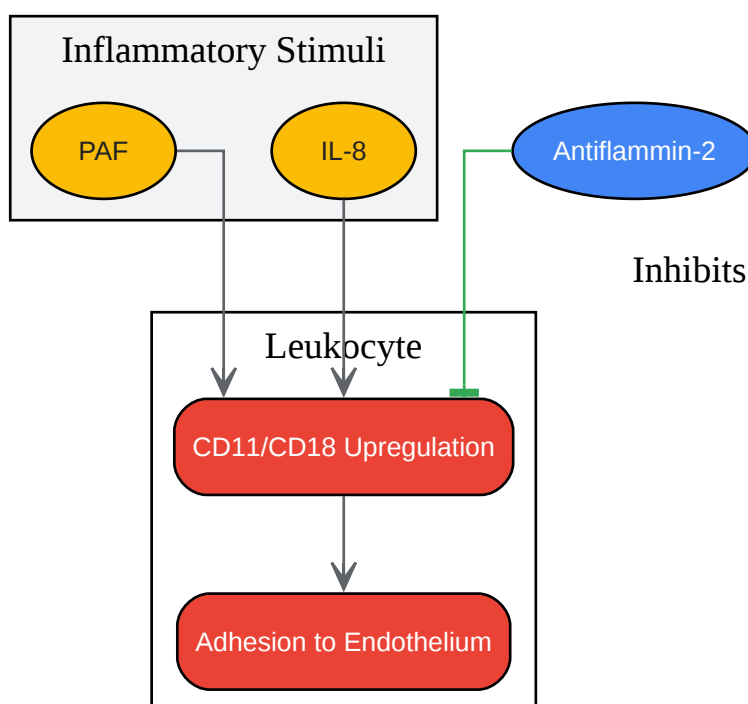 Inflammatory Stimuli
PAF
IL-8
Antiflammin-2
Inhibits
Leukocyte
CD11/CD18 Upregulation
Adhesion to Endothelium